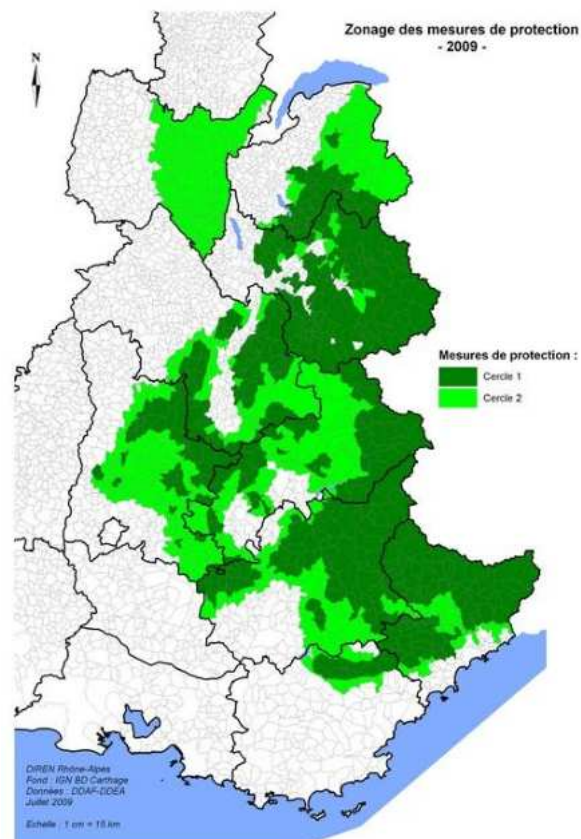 Zonage des mesures de protection
- 2009 -
N
Mesures de protection :
Cercle 1
Cercle 2
DIREN Rhône-Alpes
Fond : IGN BD Carthage
Données : DDAF-DDEA
Juillet 2009
Echelle : 1 cm = 15 km